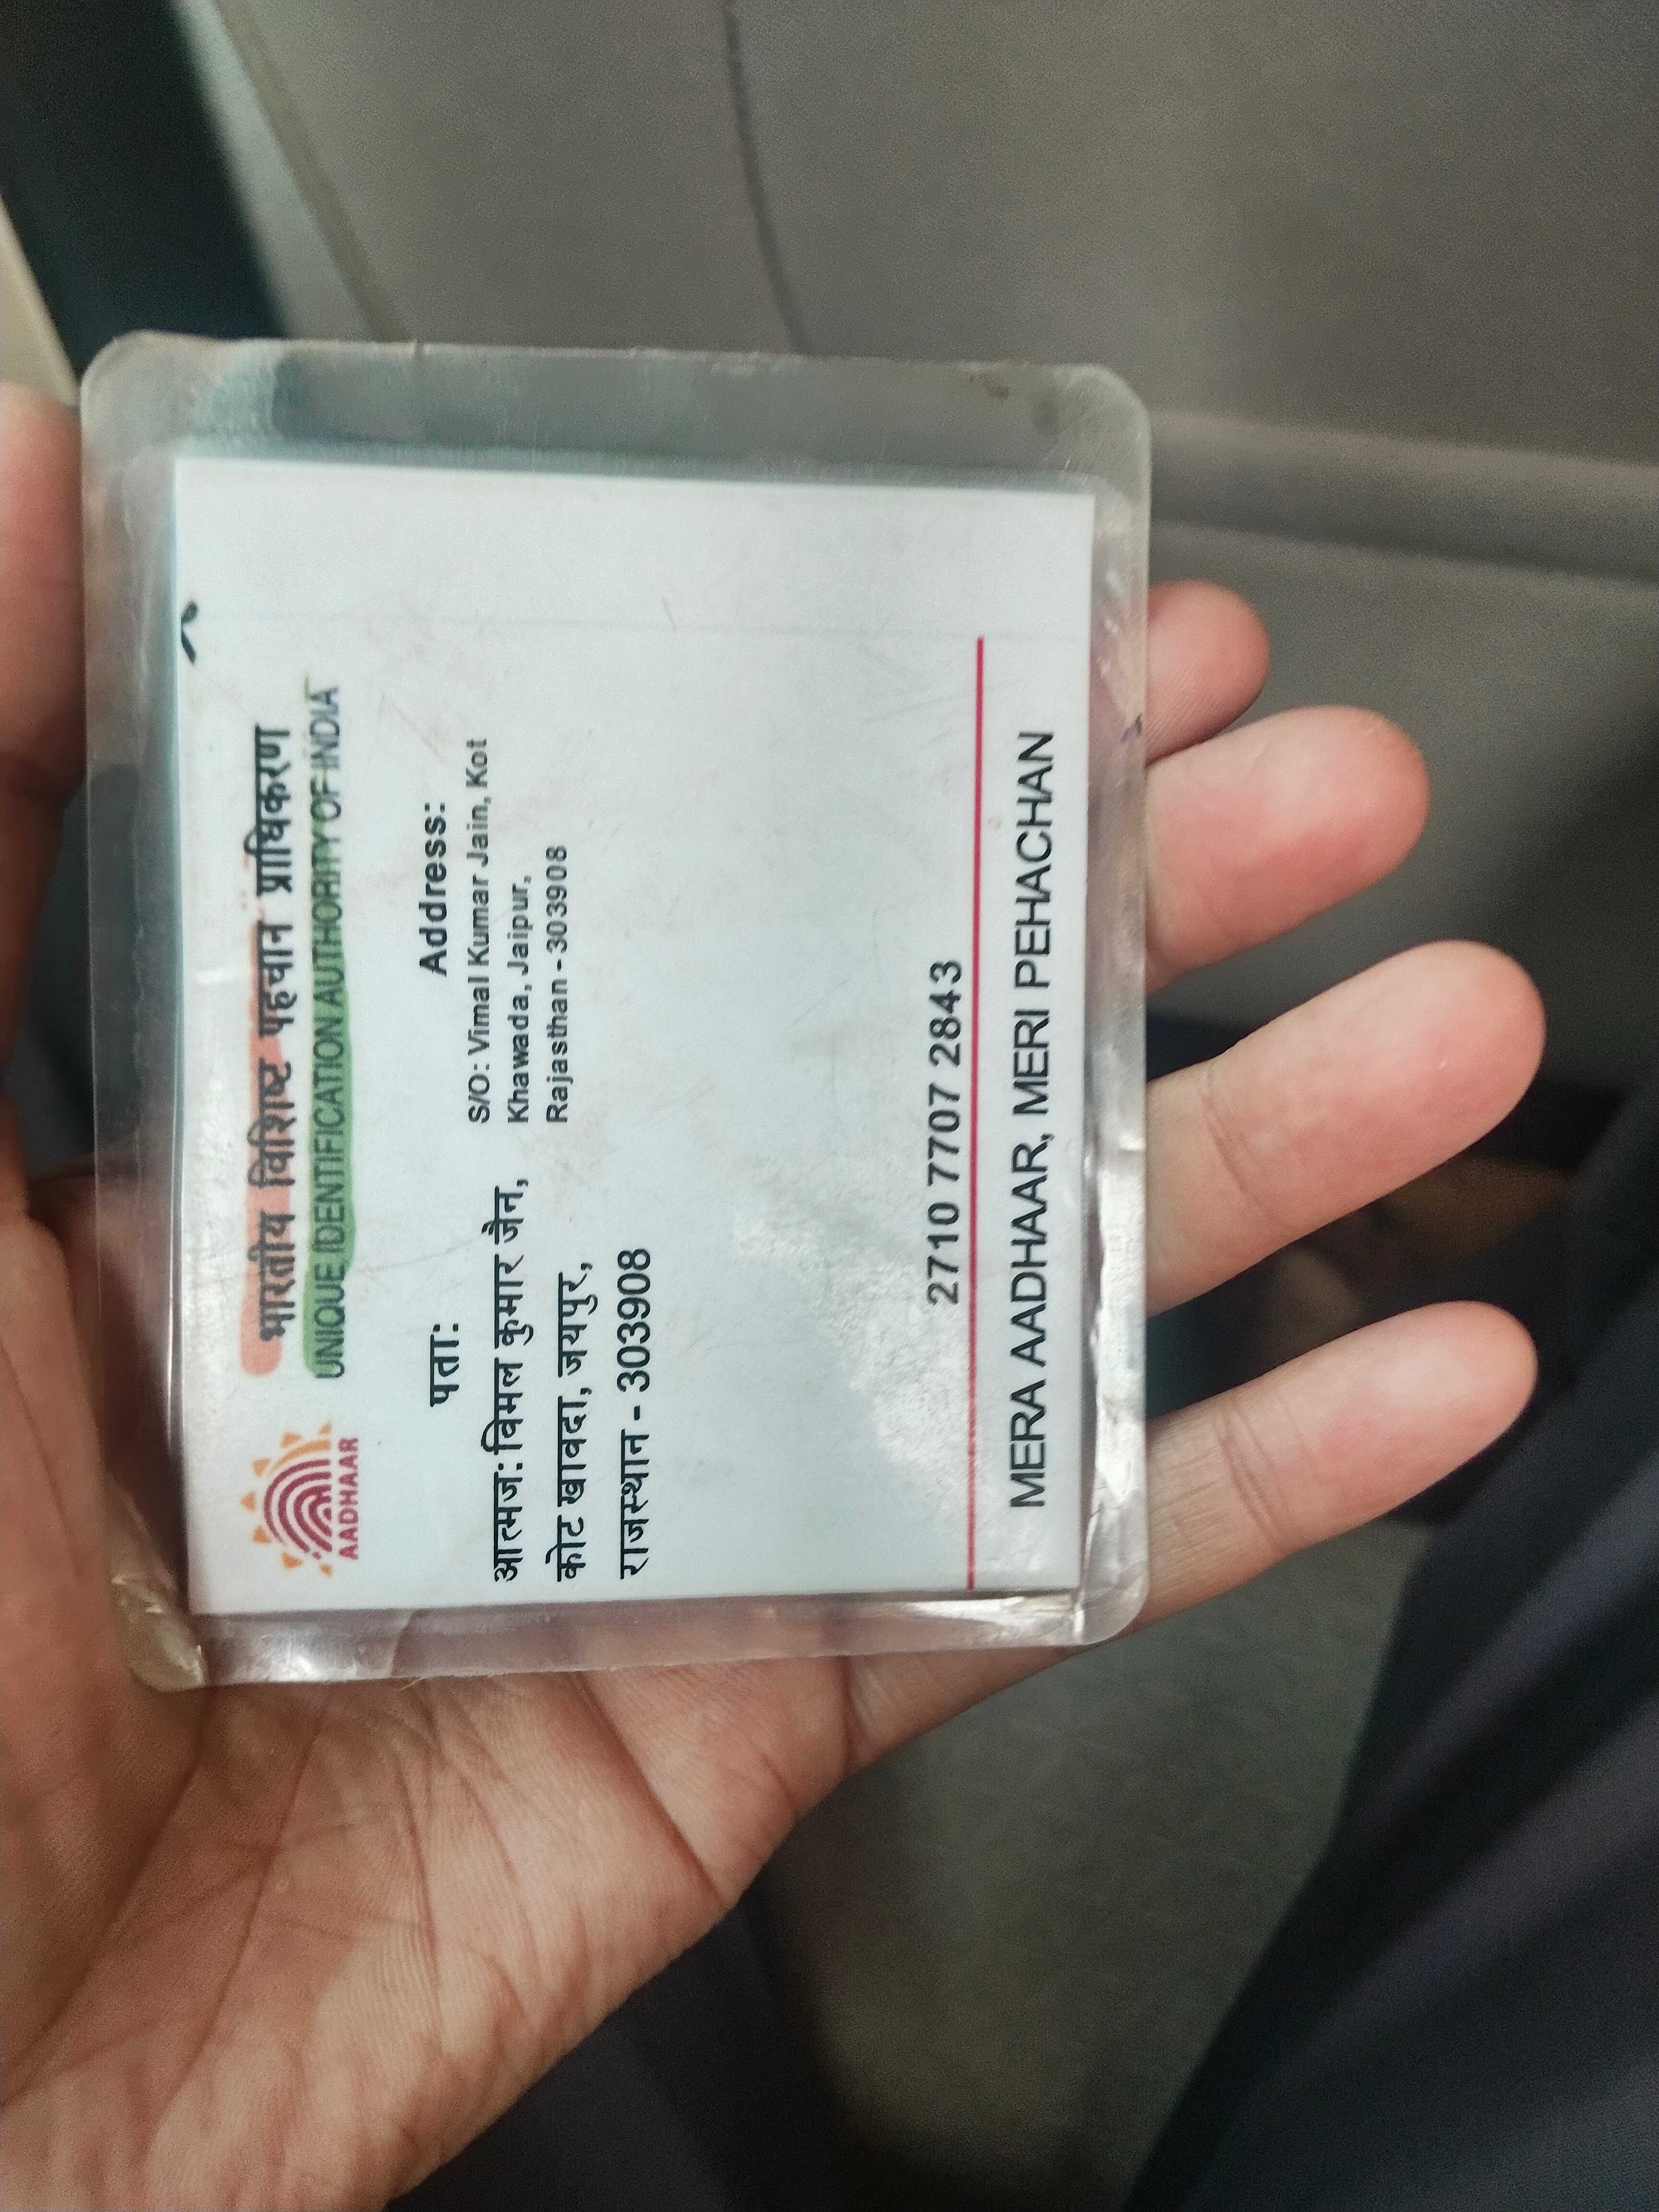 भारतीय विशिष्ट पहचान प्राधिकरण
UNIQUE IDENTIFICATION AUTHORITY OF INDIA
AADHAAR
पता:
आत्मज: विमल कुमार जैन,
कोट खावदा, जयपुर,
राजस्थान - 303908
Address:
S/O: Vimal Kumar Jain, Kot
Khawada, Jaipur,
Rajasthan - 303908
2710 7707 2843
MERA AADHAAR, MERI PEHACHAN